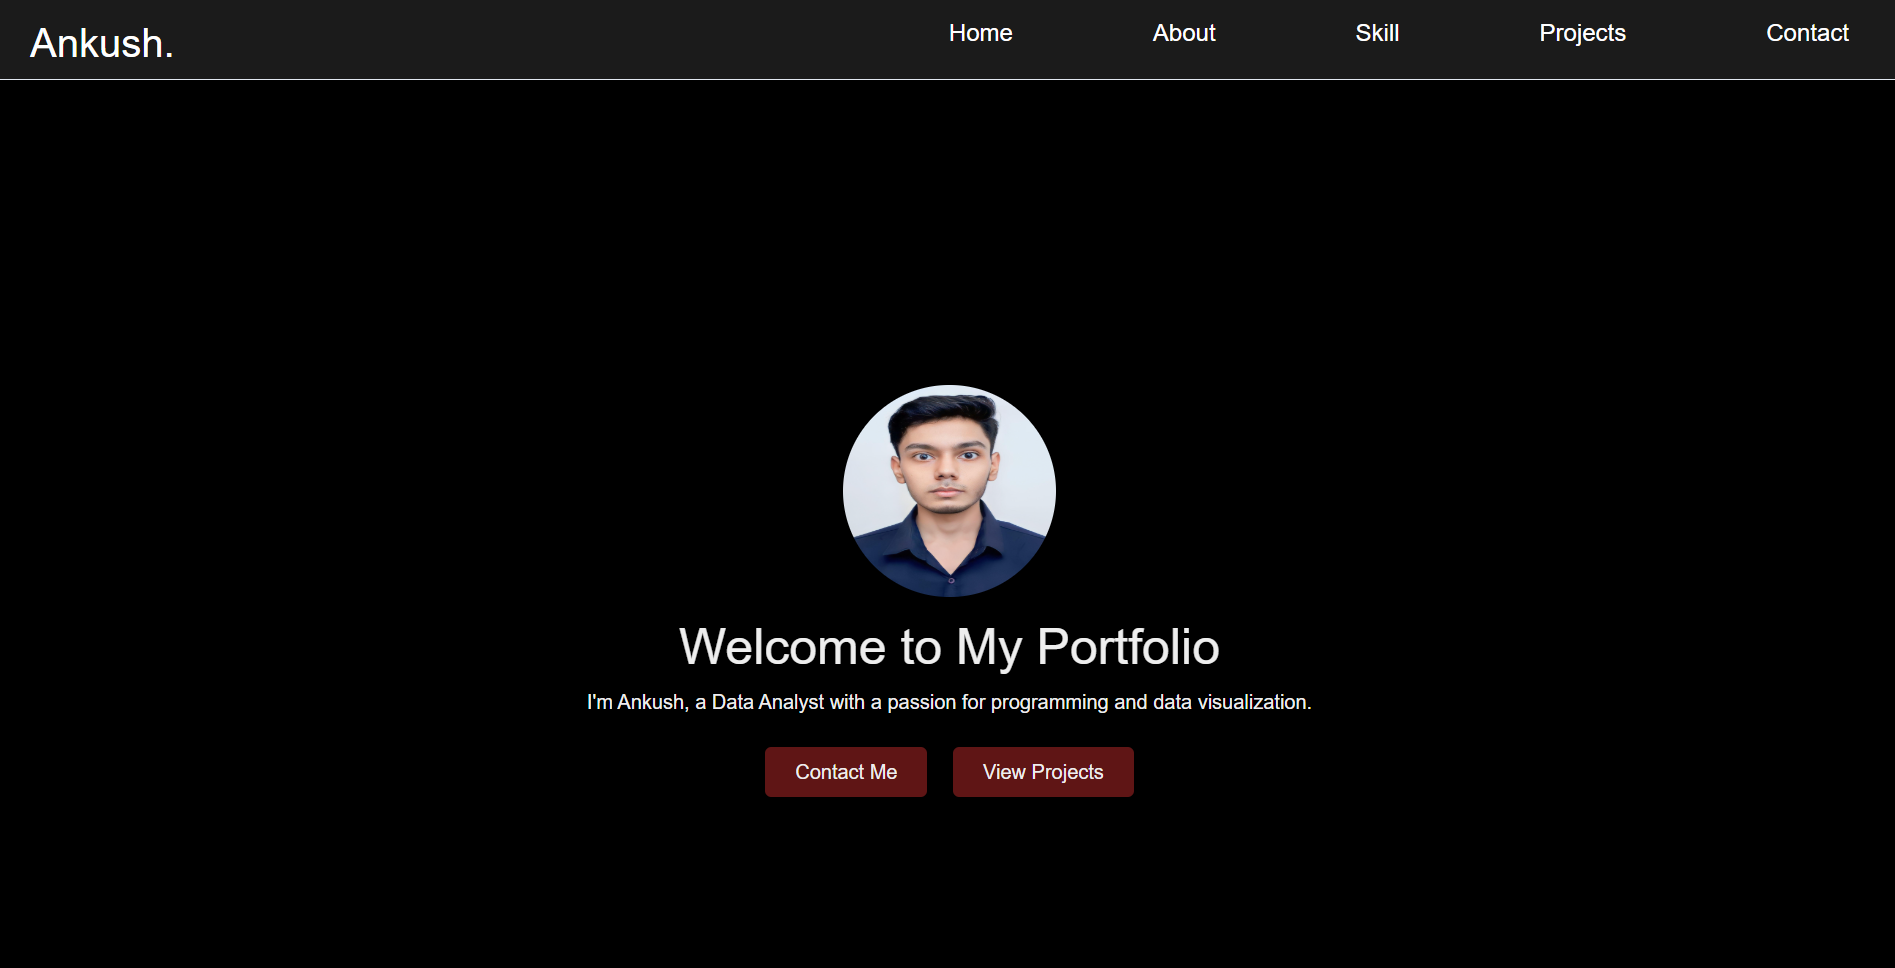 Ankush.
Home About Skill Projects Contact
Welcome to My Portfolio
I'm Ankush, a Data Analyst with a passion for programming and data visualization.
Contact Me View Projects